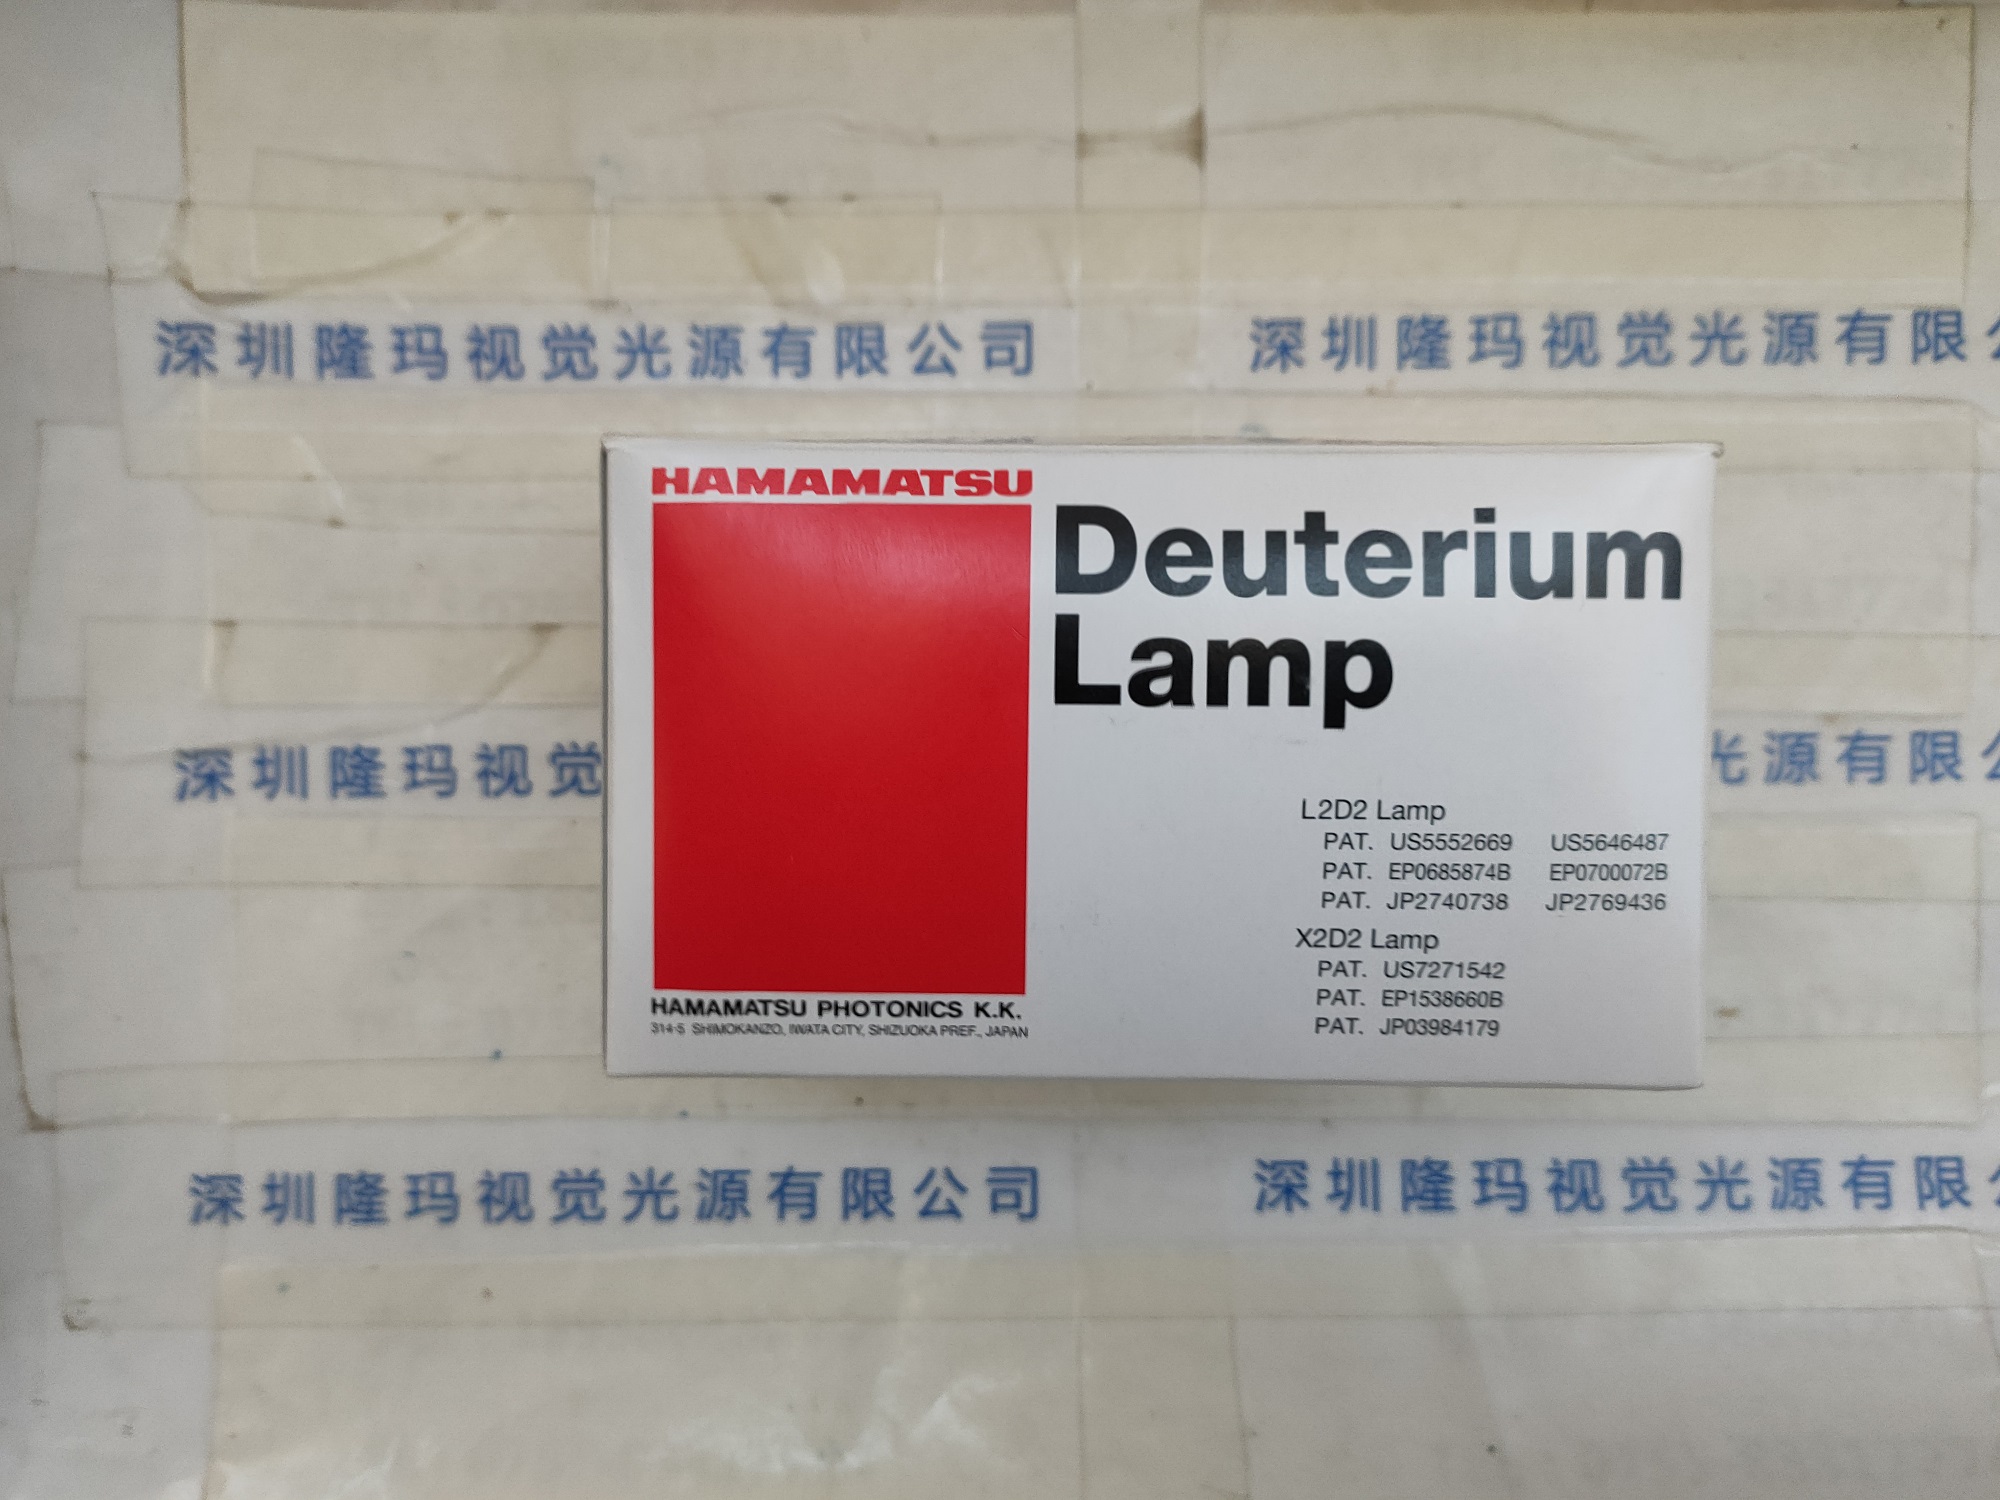 深圳隆玛视觉光源有限公司
深圳隆玛视觉光源有限
HAMAMATSU
Deuterium
Lamp
深圳隆玛视觉
光源有限
L2D2 Lamp
PAT. US5552669 US5646487
PAT. EP0685874B EP0700072B
PAT. JP2740738 JP2769436
X2D2 Lamp
PAT. US7271542
PAT. EP1538660B
PAT. JP03984179
HAMAMATSU PHOTONICS K.K.
314-5 SHIMOKANZO, IWATA CITY, SHIZUOKA PREF., JAPAN
深圳隆玛视觉光源有限公司
深圳隆玛视觉光源有限